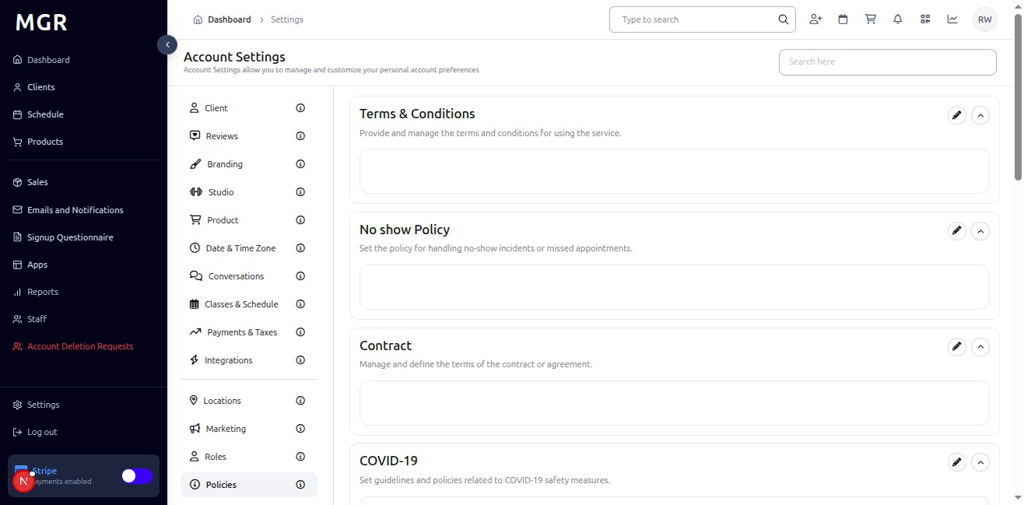 MGR
Dashboard
Clients
Schedule
Products
Sales
Emails and Notifications
Signup Questionnaire
Apps
Reports
Staff
Account Deletion Requests
Settings
Log out
Stripe
ayments enabled
N
Dashboard > Settings
Type to search
RW
Account Settings
Account Settings allow you to manage and customize your personal account preferences
Search here
Client
Reviews
Branding
Studio
Product
Date & Time Zone
Conversations
Classes & Schedule
Payments & Taxes
Integrations
Locations
Marketing
Roles
Policies
Terms & Conditions
Provide and manage the terms and conditions for using the service.
No show Policy
Set the policy for handling no-show incidents or missed appointments.
Contract
Manage and define the terms of the contract or agreement.
COVID-19
Set guidelines and policies related to COVID-19 safety measures.